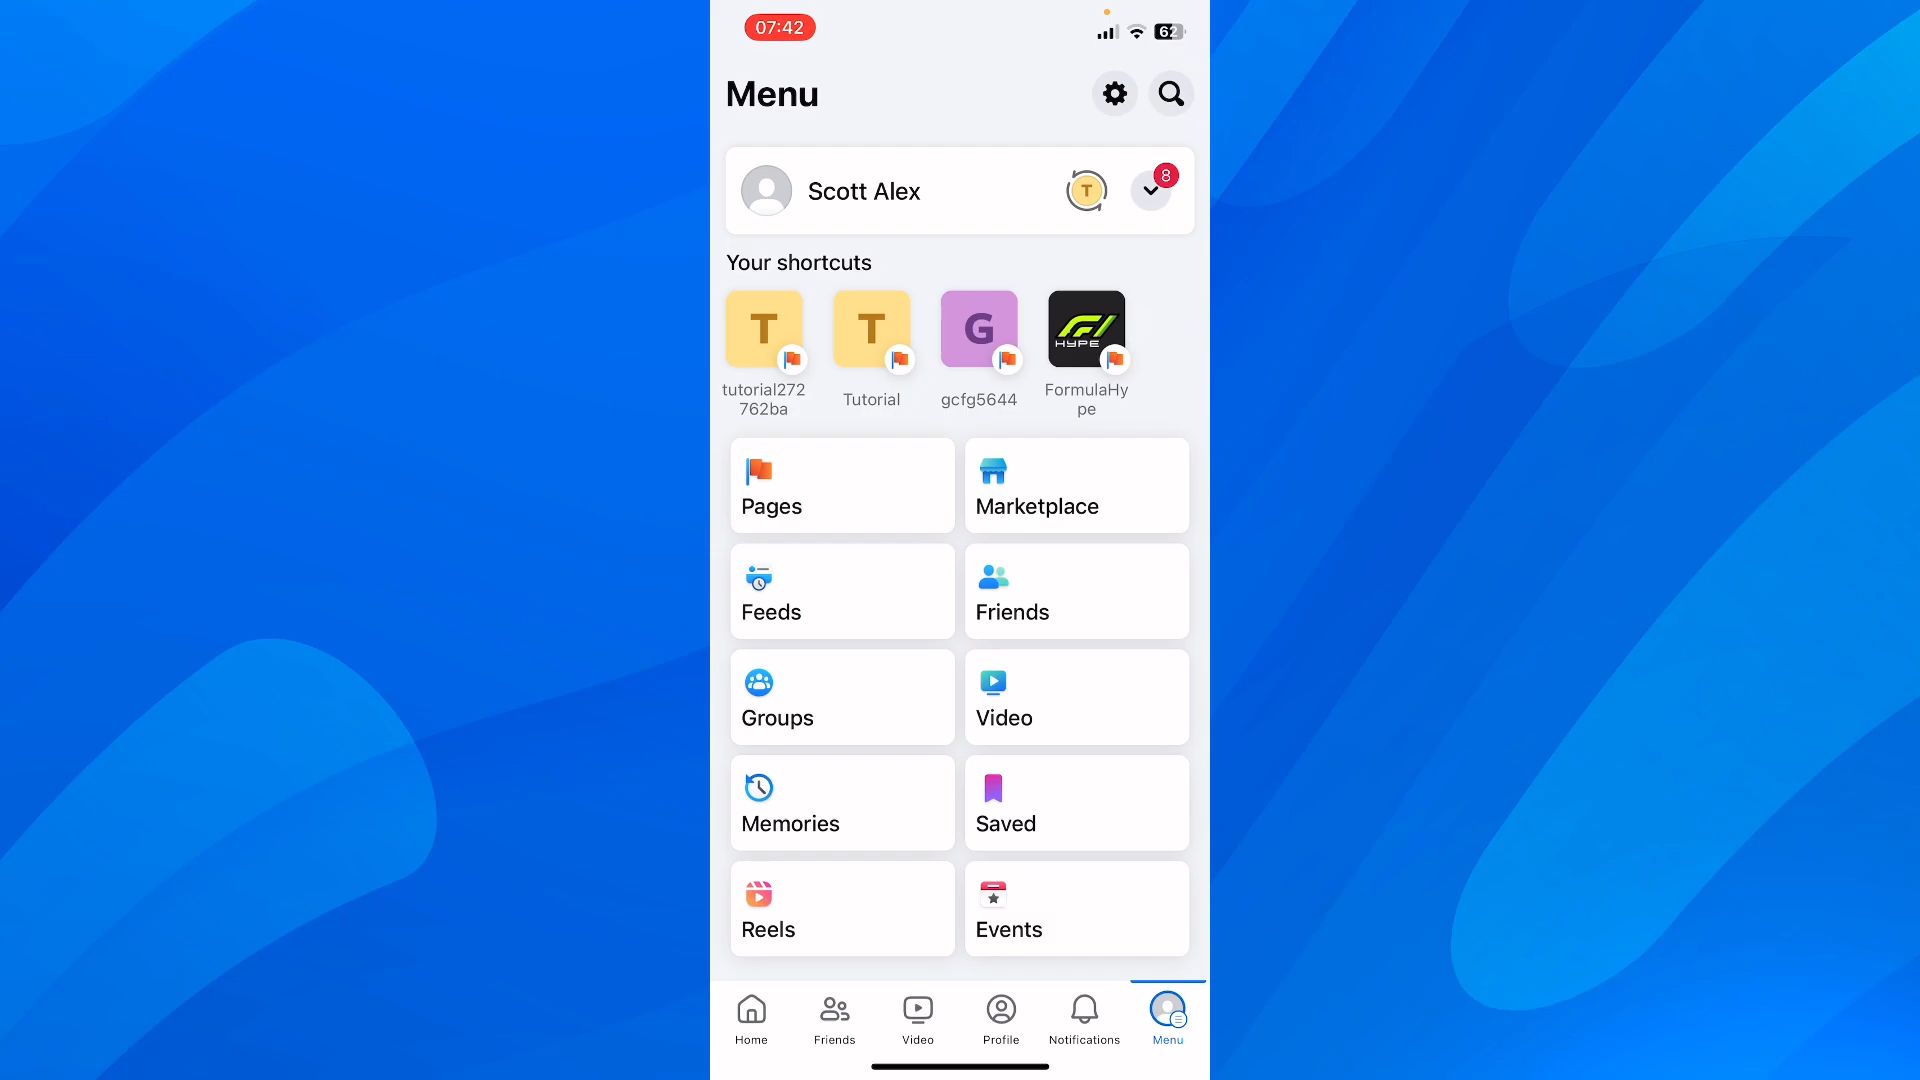 07:42
62
Menu
Scott Alex
T
8
Your shortcuts
T
T
G
HYPE
tutorial272
762ba
Tutorial
gcfg5644
FormulaHy
pe
Pages
Marketplace
Feeds
Friends
Groups
Video
Memories
Saved
Reels
Events
Home
Friends
Video
Profile
Notifications
Menu